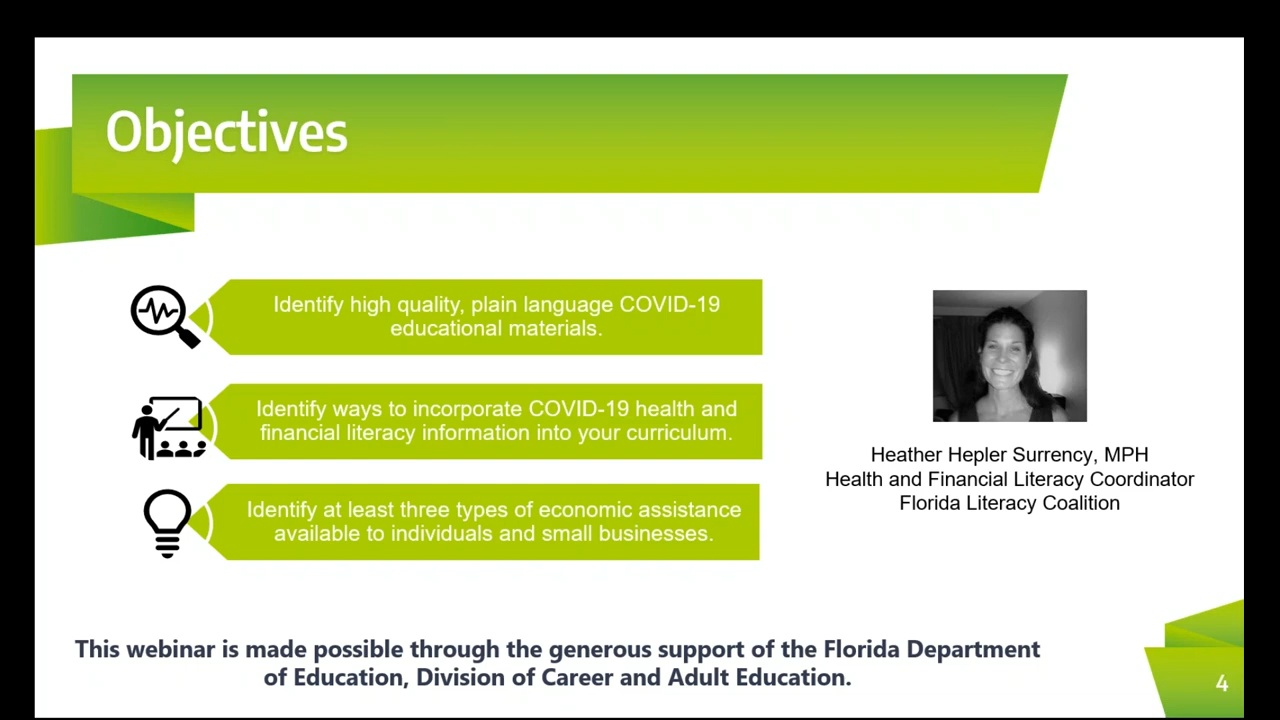 Objectives
Identify high quality, plain language COVID-19
educational materials.
Identify ways to incorporate COVID-19 health and
financial literacy information into your curriculum.
Identify at least three types of economic assistance
available to individuals and small businesses.
Heather Hepler Surrency, MPH
Health and Financial Literacy Coordinator
Florida Literacy Coalition
This webinar is made possible through the generous support of the Florida Department
of Education, Division of Career and Adult Education.
4